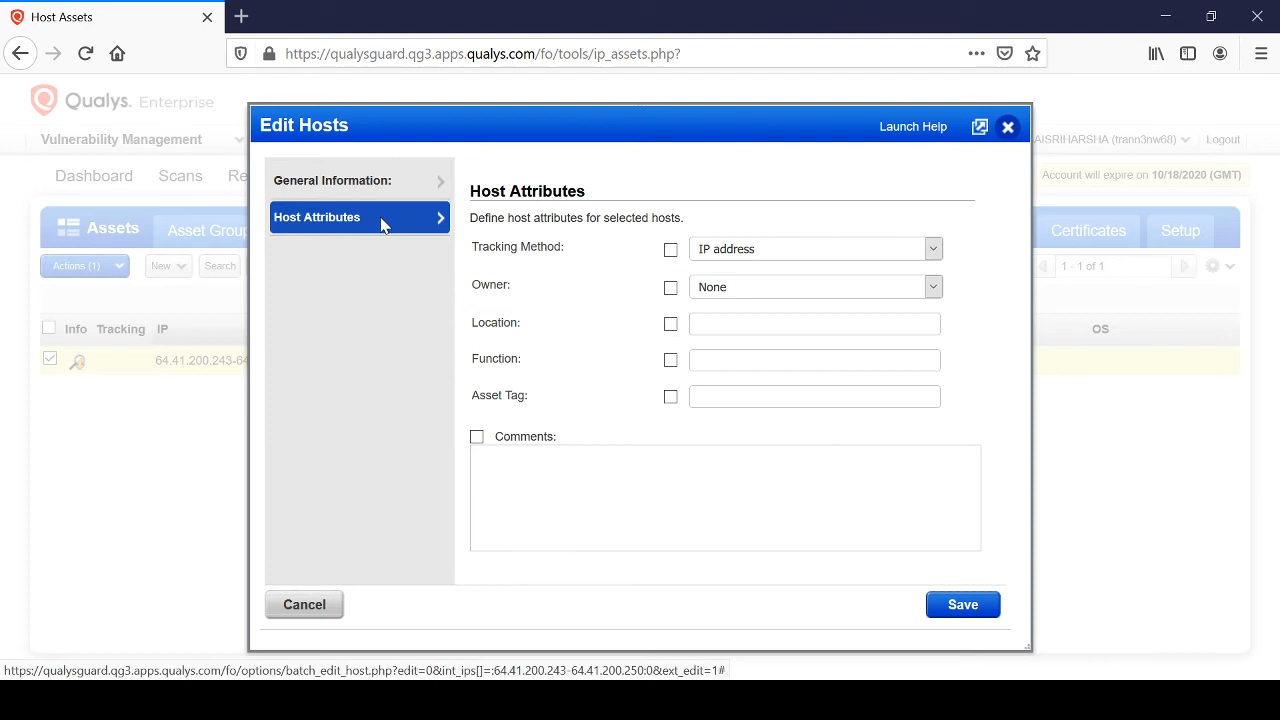 Host Assets
https://qualysguard.qg3.apps.qualys.com/fo/tools/ip_assets.php?
Qualys. Enterprise
Vulnerability Management
AISRIHARSHA (trann3nw68)
Logout
Dashboard Scans Re
Account will expire on 10/18/2020 (GMT)
Assets Asset Group
Certificates Setup
Actions (1) New Search
1 - 1 of 1
Info Tracking IP
OS
64.41.200.243-64
Edit Hosts
Launch Help
General Information:
Host Attributes
Host Attributes
Define host attributes for selected hosts.
Tracking Method: IP address
Owner: None
Location:
Function:
Asset Tag:
Comments:
Cancel
Save
https://qualysguard.qg3.apps.qualys.com/fo/options/batch_edit_host.php?edit=0&int_ips[]=:64.41.200.243-64.41.200.250:0&ext_edit=1#